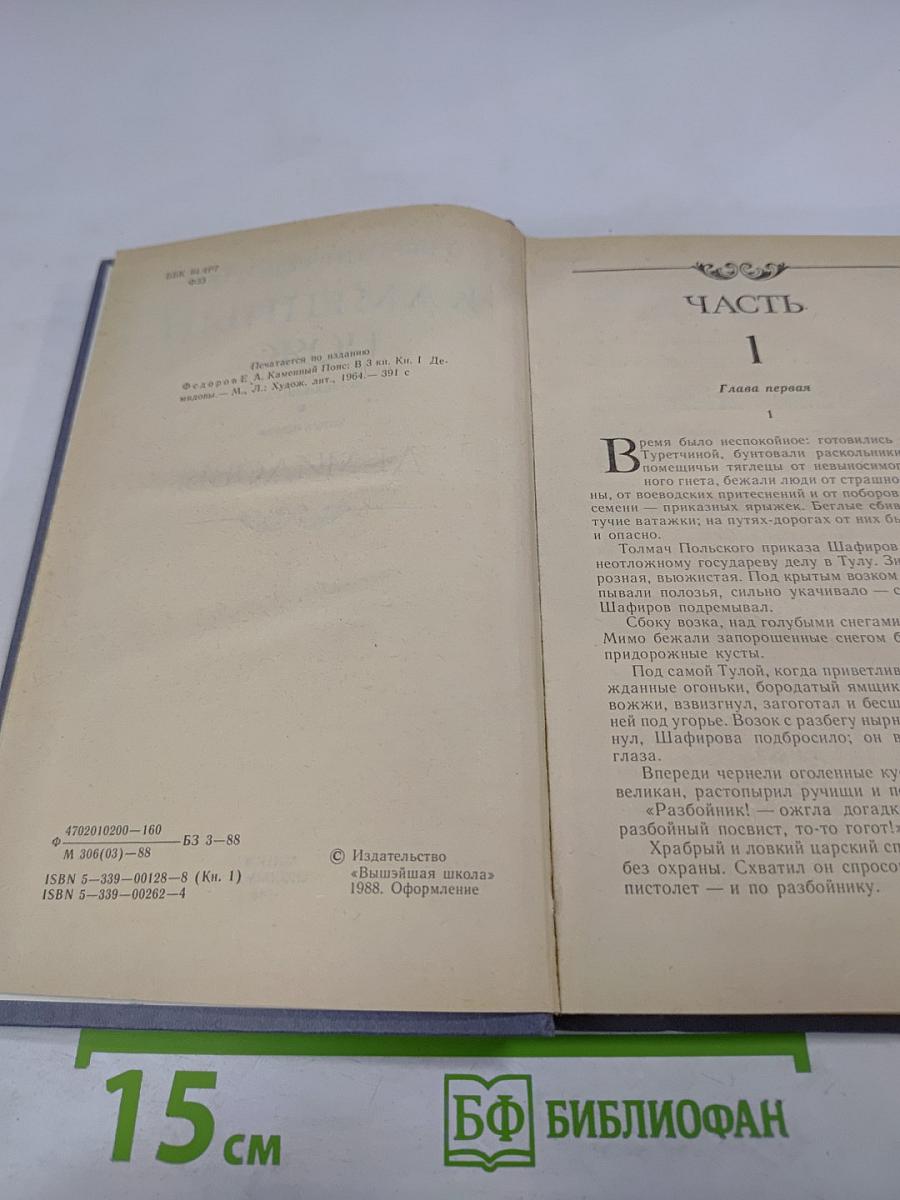 ББК 84.4Р7
Ф33
Печатается по изданию
Федоров Е. А. Каменный Пояс: В 3 кн. Кн. 1 Де-
мидовы. — М., Л.: Худож. лит., 1964. — 391 с
Ф 4702010200—160 БЗ 3—88
М 306(03)—88
ISBN 5—339—00128—8 (Кн. 1)
ISBN 5—339—00262—4
© Издательство
«Вышэйшая школа»
1988. Оформление
ЧАСТЬ
1
Глава первая
1
Время было неспокойное: готовились
Туретчиной, бунтовали раскольники
помещичьи тяглецы от невыносимог
ного гнета, бежали люди от страшно
ны, от воеводских притеснений и от поборов
семени — приказных ярыжек. Беглые сбив
тучие ватажки; на путях-дорогах от них бы
и опасно.
Толмач Польского приказа Шафиров
неотложному государеву делу в Тулу. Зи
розная, вьюжистая. Под крытым возком
пывали полозья, сильно укачивало — с
Шафиров подремывал.
Сбоку возка, над голубыми снегами
Мимо бежали запорошенные снегом б
придорожные кусты.
Под самой Тулой, когда приветлив
жданные огоньки, бородатый ямщик
вожжи, взвизгнул, загоготал и бесш
ней под угорье. Возок с разбегу нырн
нул, Шафирова подбросило; он в
глаза.
Впереди чернели оголенные ку
великан, растопырил ручищи и по
«Разбойник! — ожгла догадк
разбойный посвист, то-то гогот!»
Храбрый и ловкий царский сп
без охраны. Схватил он спросо
пистолет — и по разбойнику.
15 см
БФ БИБЛИОФАН